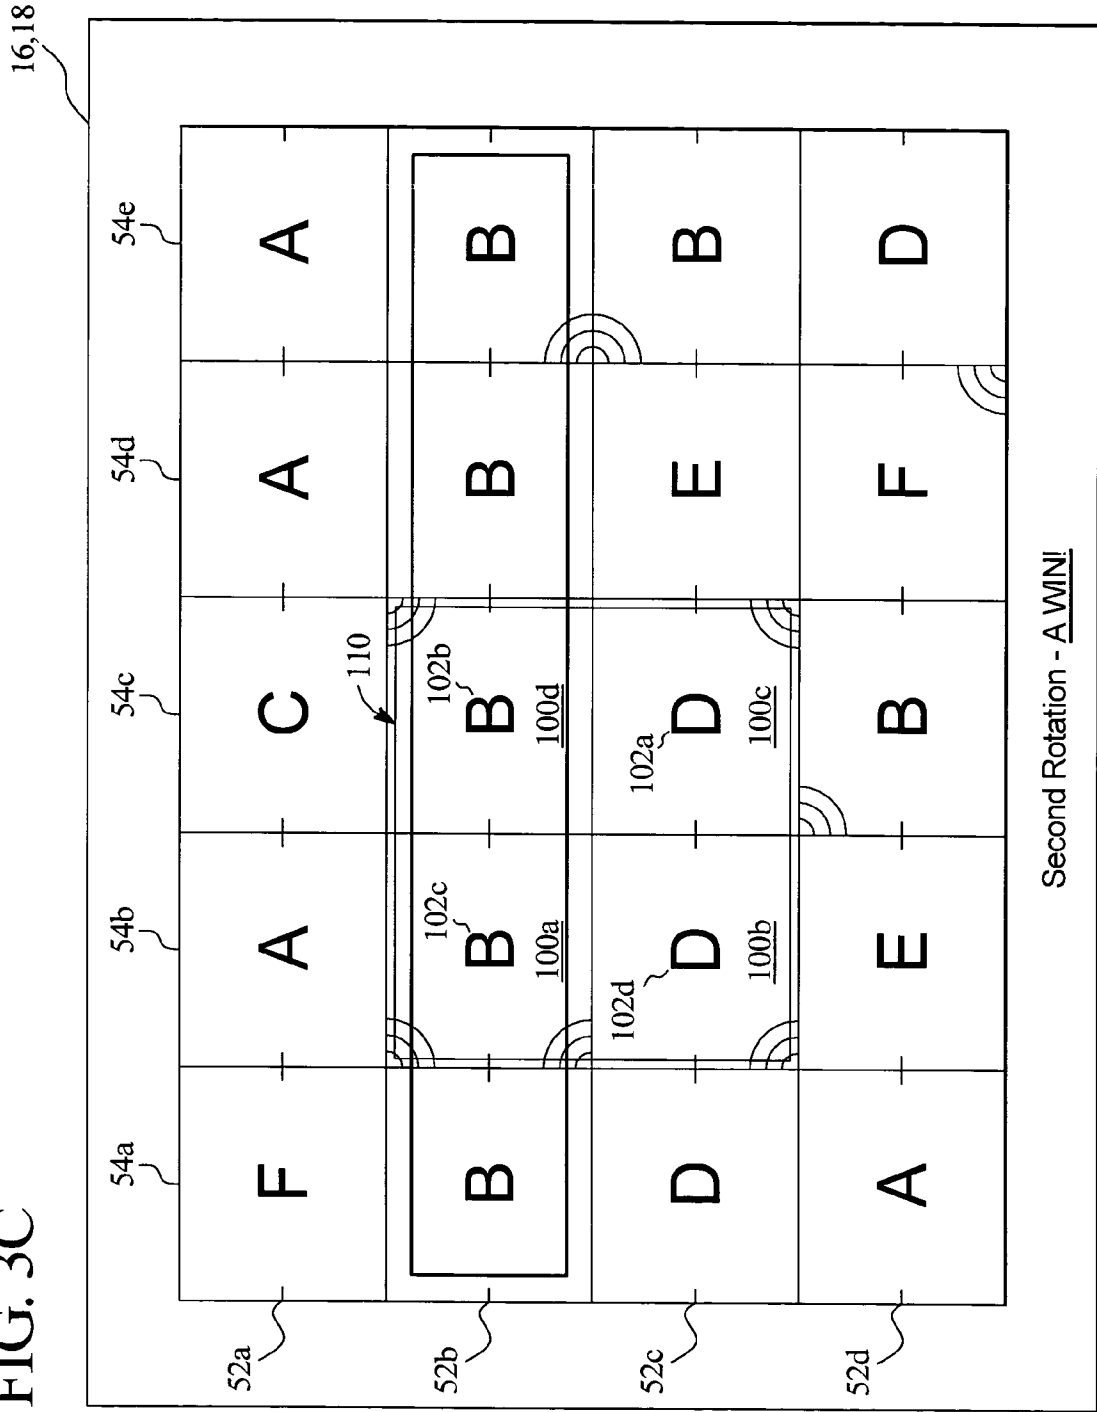 FIG. 3C
16,18
54a 54b 54c 54d 54e
52a F A C A A
110
102c 102b
52b B B B B B
100a 100d
102d 102a
52c D D D E B
100b 100c
52d A E B F D
Second Rotation - A WIN!